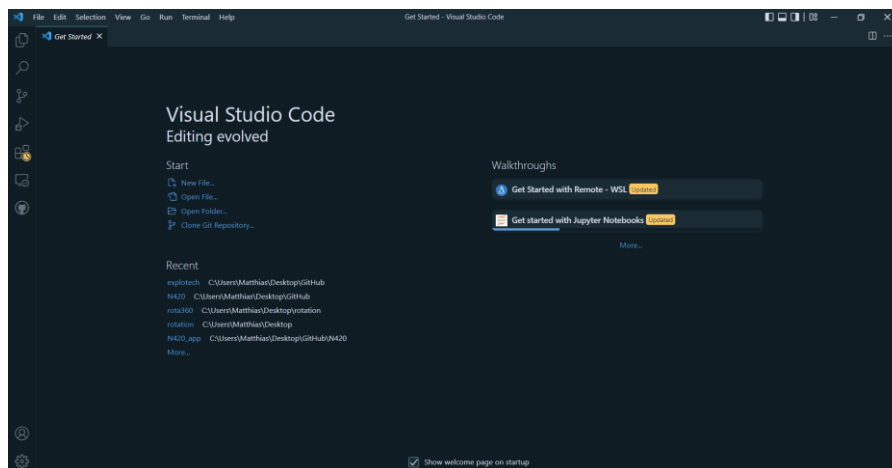 File Edit Selection View Go Run Terminal Help
Get Started - Visual Studio Code
Get Started
Visual Studio Code
Editing evolved
Start
New File...
Open File...
Open Folder...
Clone Git Repository...
Recent
explotech C:\Users\Matthias\Desktop\GitHub
N420 C:\Users\Matthias\Desktop\GitHub
rota360 C:\Users\Matthias\Desktop\rotation
rotation C:\Users\Matthias\Desktop
N420_app C:\Users\Matthias\Desktop\GitHub\N420
More...
Walkthroughs
Get Started with Remote - WSL Updated
Get started with Jupyter Notebooks Updated
More...
Show welcome page on startup